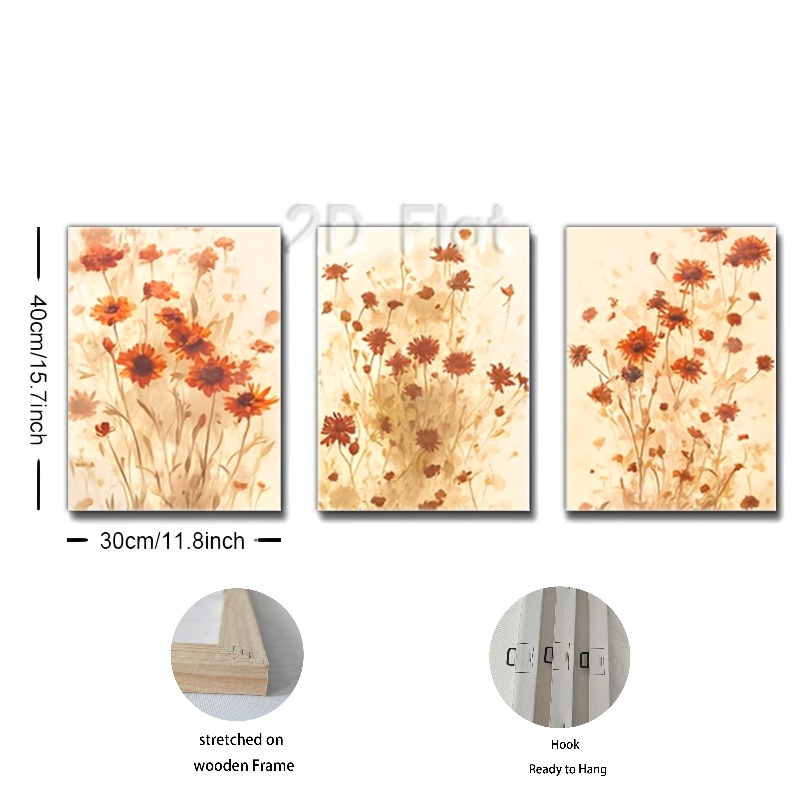 2D Flat
40cm/15.7inch
30cm/11.8inch
stretched on
wooden Frame
Hook
Ready to Hang